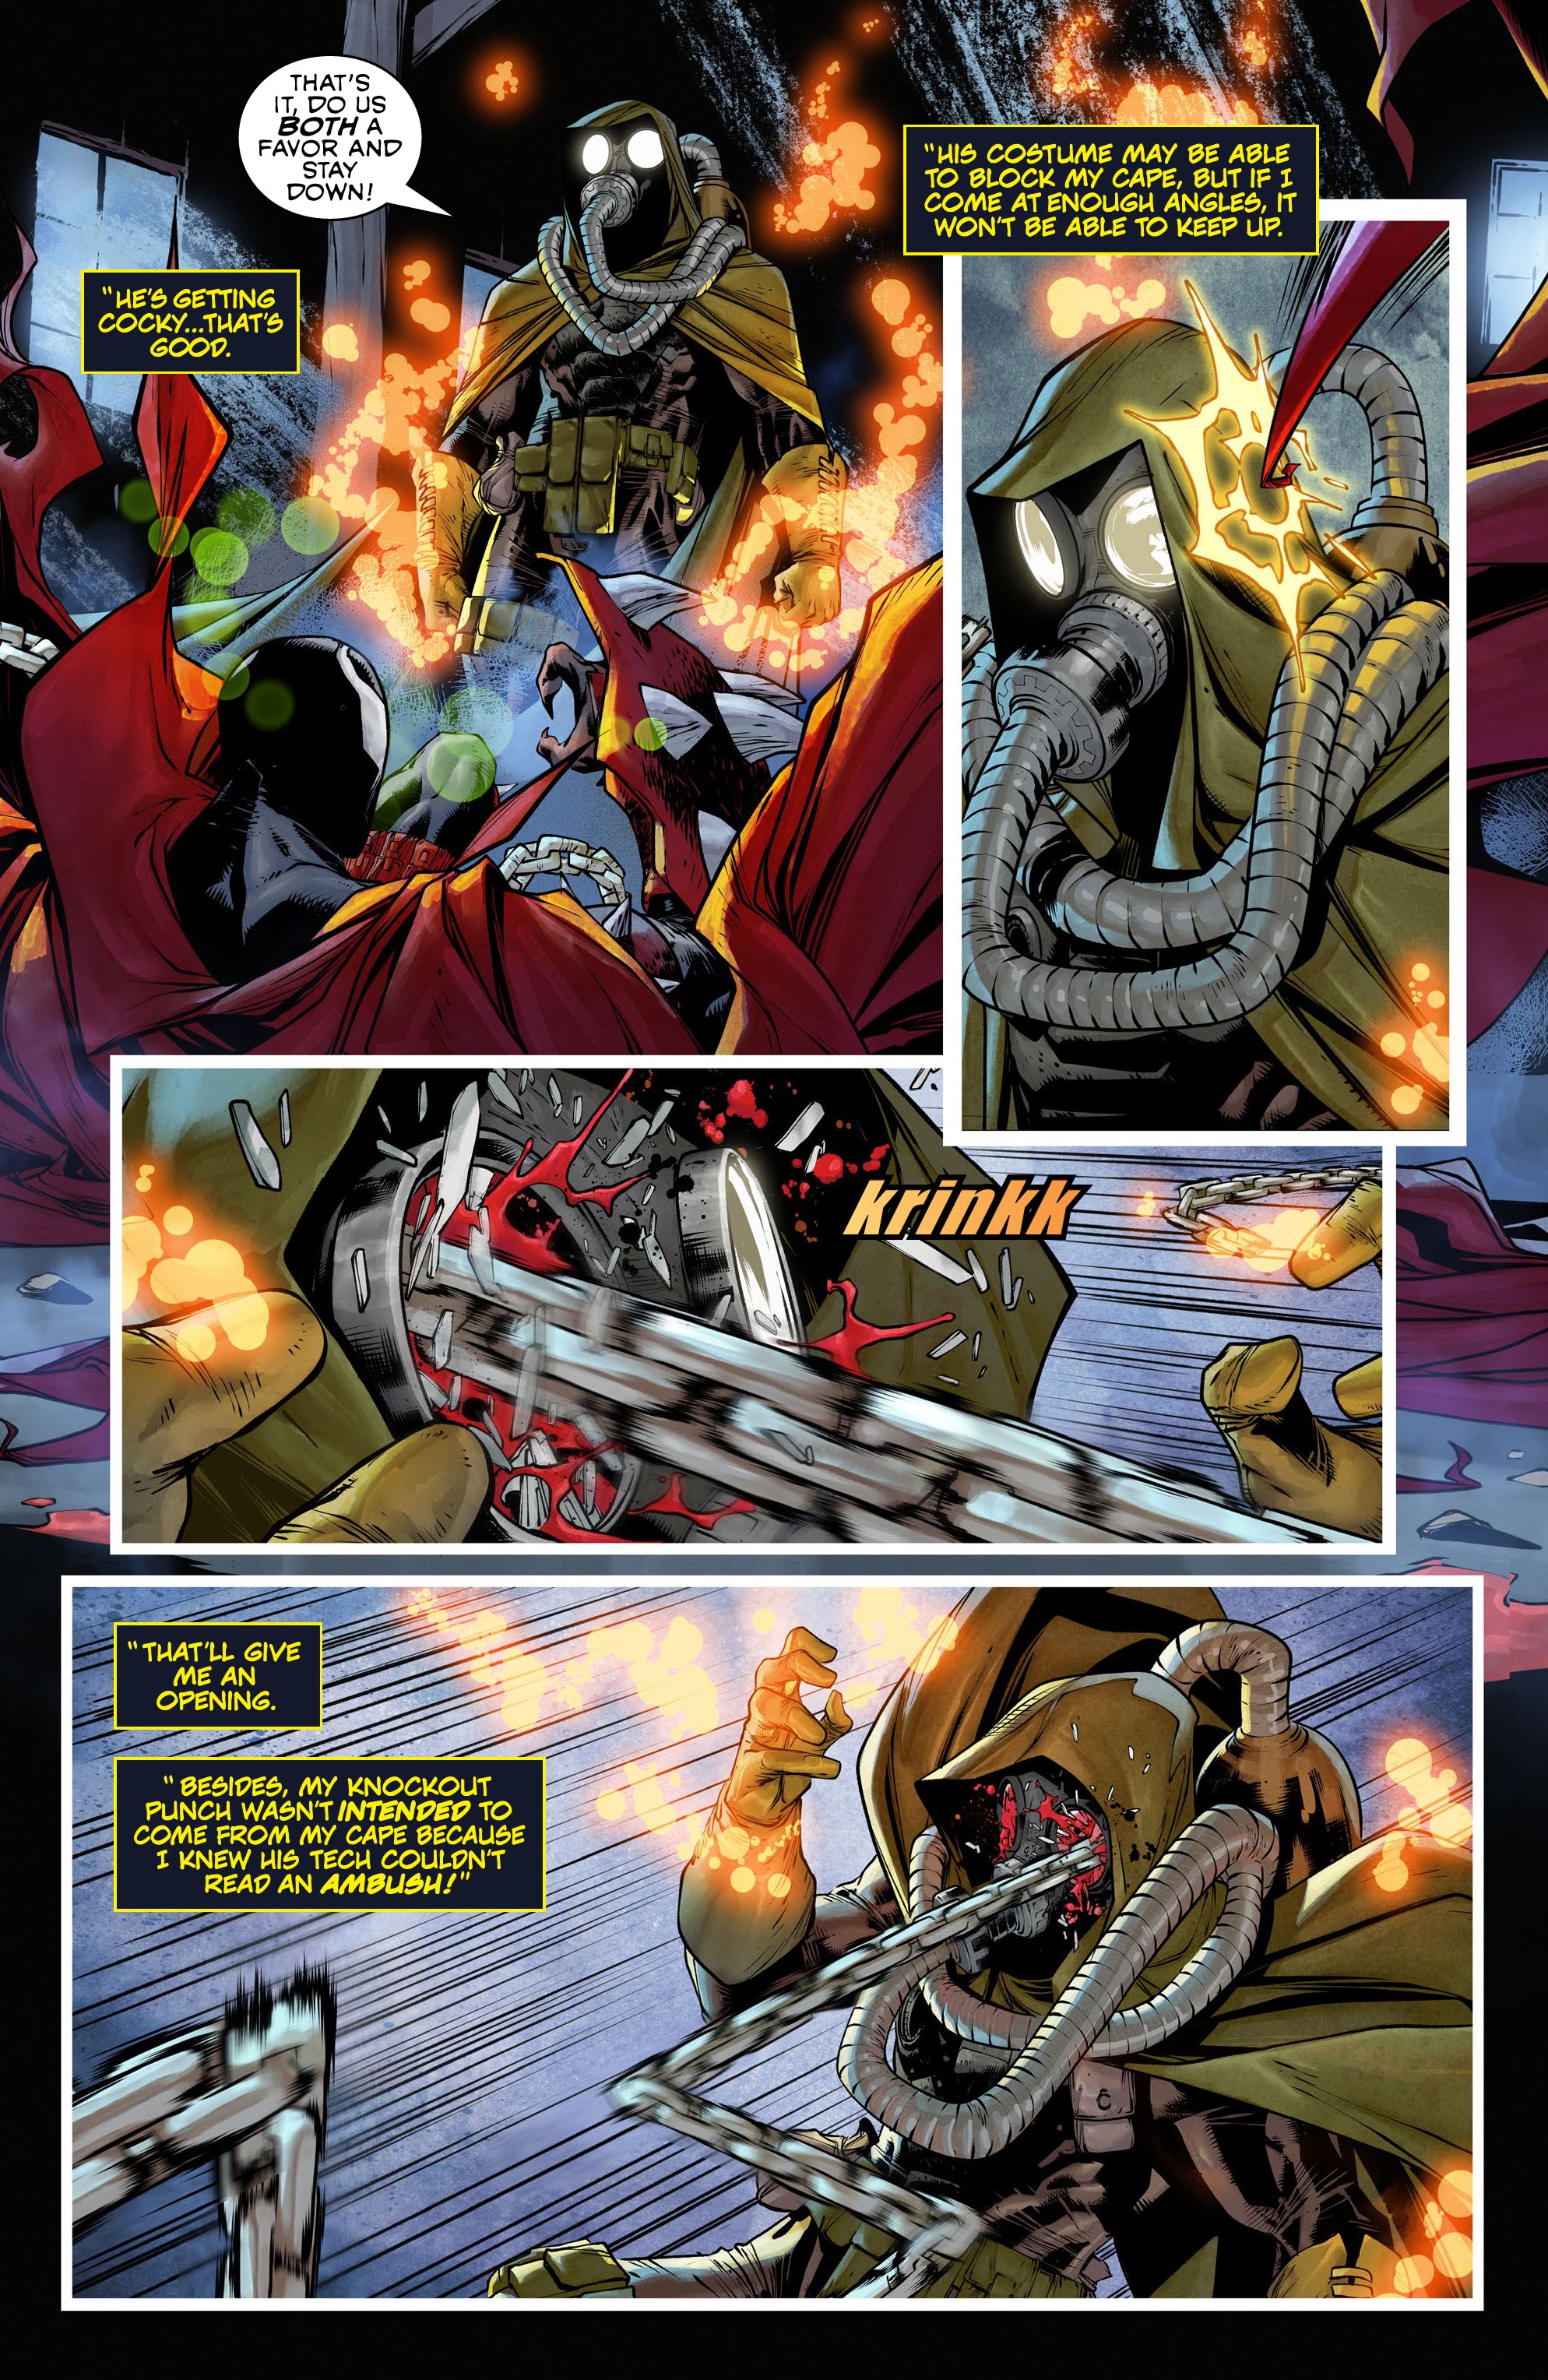 THAT'S
IT, DO US
BOTH A
FAVOR AND
STAY
DOWN!
"HE'S GETTING
COCKY...THAT'S
GOOD.
"HIS COSTUME MAY BE ABLE
TO BLOCK MY CAPE, BUT IF I
COME AT ENOUGH ANGLES, IT
WON'T BE ABLE TO KEEP UP.
krinkk
"THAT'LL GIVE
ME AN
OPENING.
"BESIDES, MY KNOCKOUT
PUNCH WASN'T INTENDED TO
COME FROM MY CAPE BECAUSE
I KNEW HIS TECH COULDN'T
READ AN AMBUSH!"